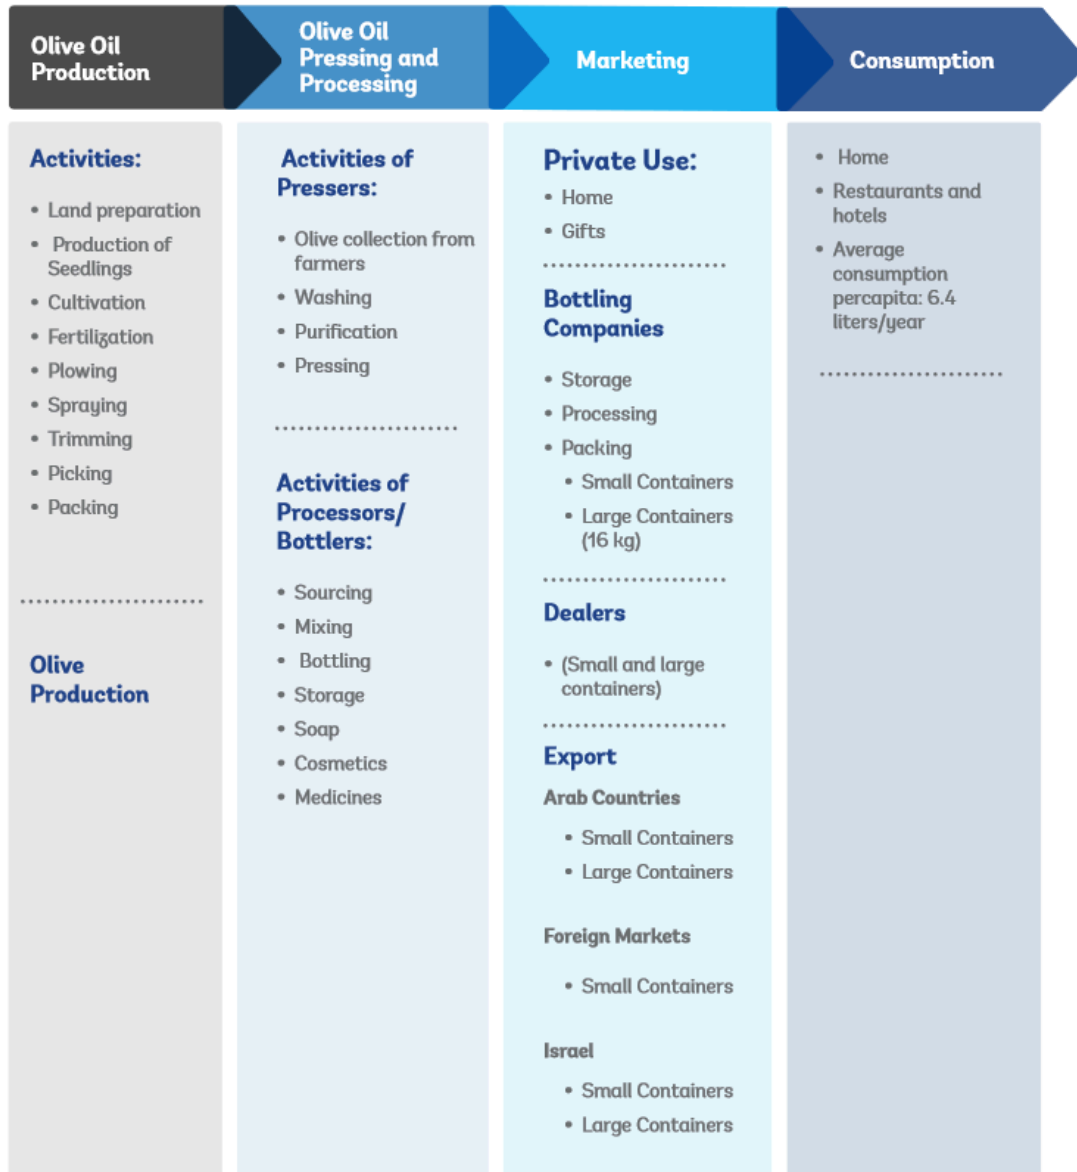 Olive Oil
Production
Olive Oil
Pressing and
Processing
Marketing
Consumption
Activities:
• Land preparation
• Production of
Seedlings
• Cultivation
• Fertilization
• Plowing
• Spraying
• Trimming
• Picking
• Packing
Olive
Production
Activities of
Pressers:
• Olive collection from
farmers
• Washing
• Purification
• Pressing
Activities of
Processors/
Bottlers:
• Sourcing
• Mixing
• Bottling
• Storage
• Soap
• Cosmetics
• Medicines
Private Use:
• Home
• Gifts
Bottling
Companies
• Storage
• Processing
• Packing
• Small Containers
• Large Containers
(16 kg)
Dealers
• (Small and large
containers)
Export
Arab Countries
• Small Containers
• Large Containers
Foreign Markets
• Small Containers
Israel
• Small Containers
• Large Containers
• Home
• Restaurants and
hotels
• Average
consumption
percapita: 6.4
liters/year